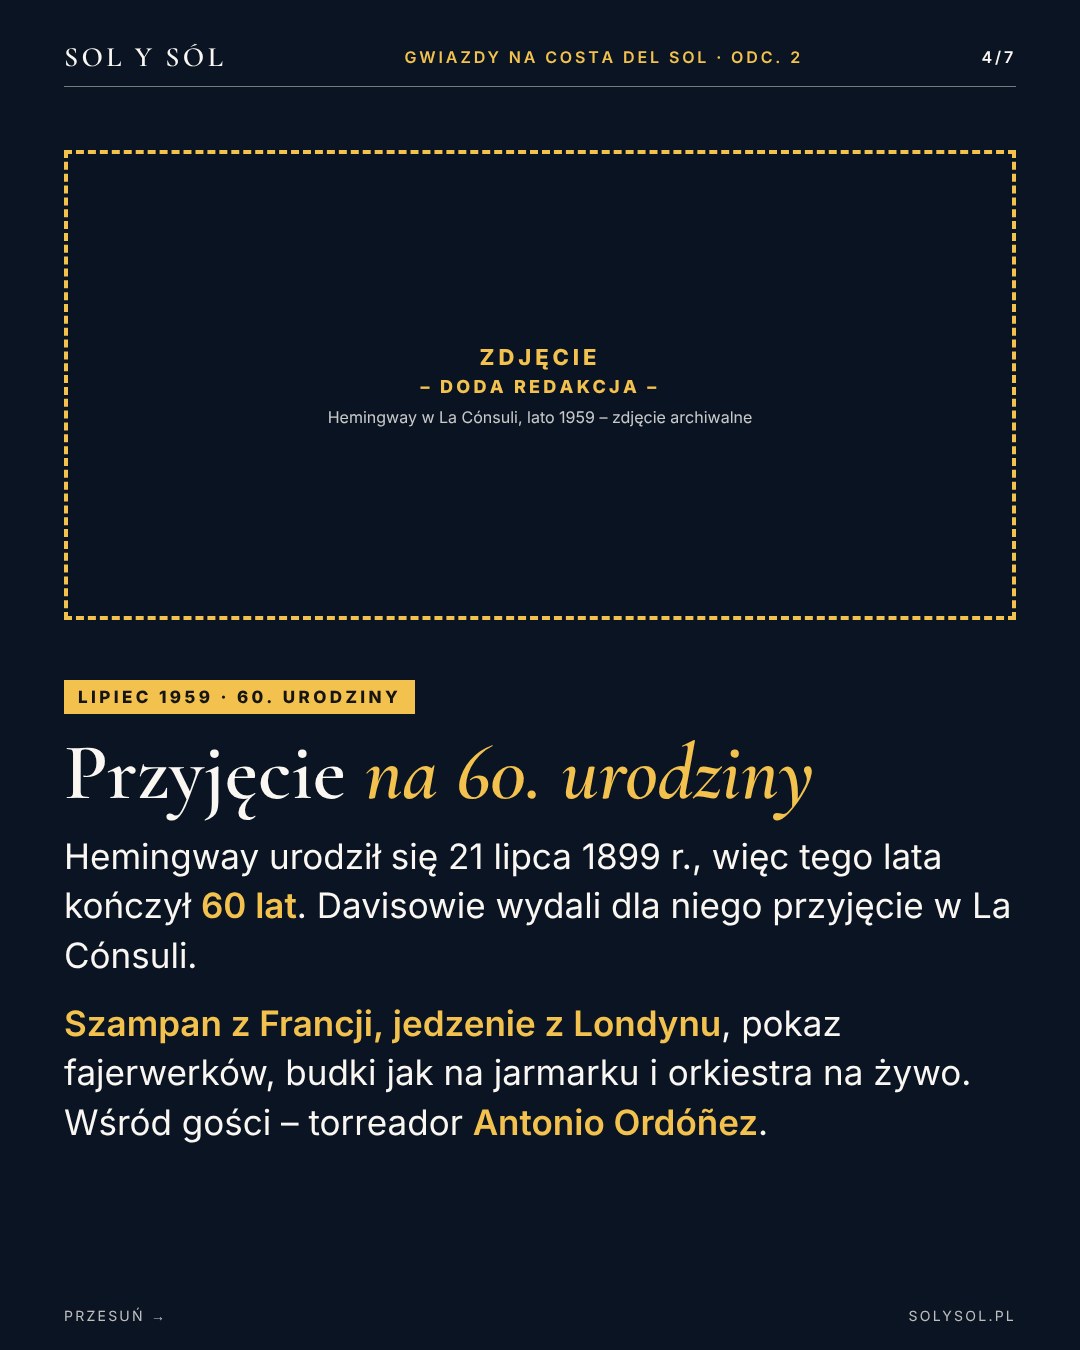 SOL Y SÓL
GWIAZDY NA COSTA DEL SOL · ODC. 2
4/7
ZDJĘCIE
– DODA REDAKCJA –
Hemingway w La Cónsuli, lato 1959 – zdjęcie archiwalne
LIPIEC 1959 · 60. URODZINY
Przyjęcie na 60. urodziny
Hemingway urodził się 21 lipca 1899 r., więc tego lata
kończył 60 lat. Davisowie wydali dla niego przyjęcie w La
Cónsuli.
Szampan z Francji, jedzenie z Londynu, pokaz
fajerwerków, budki jak na jarmarku i orkiestra na żywo.
Wśród gości – torreador Antonio Ordóñez.
PRZESUŃ →
SOLYSOL.PL